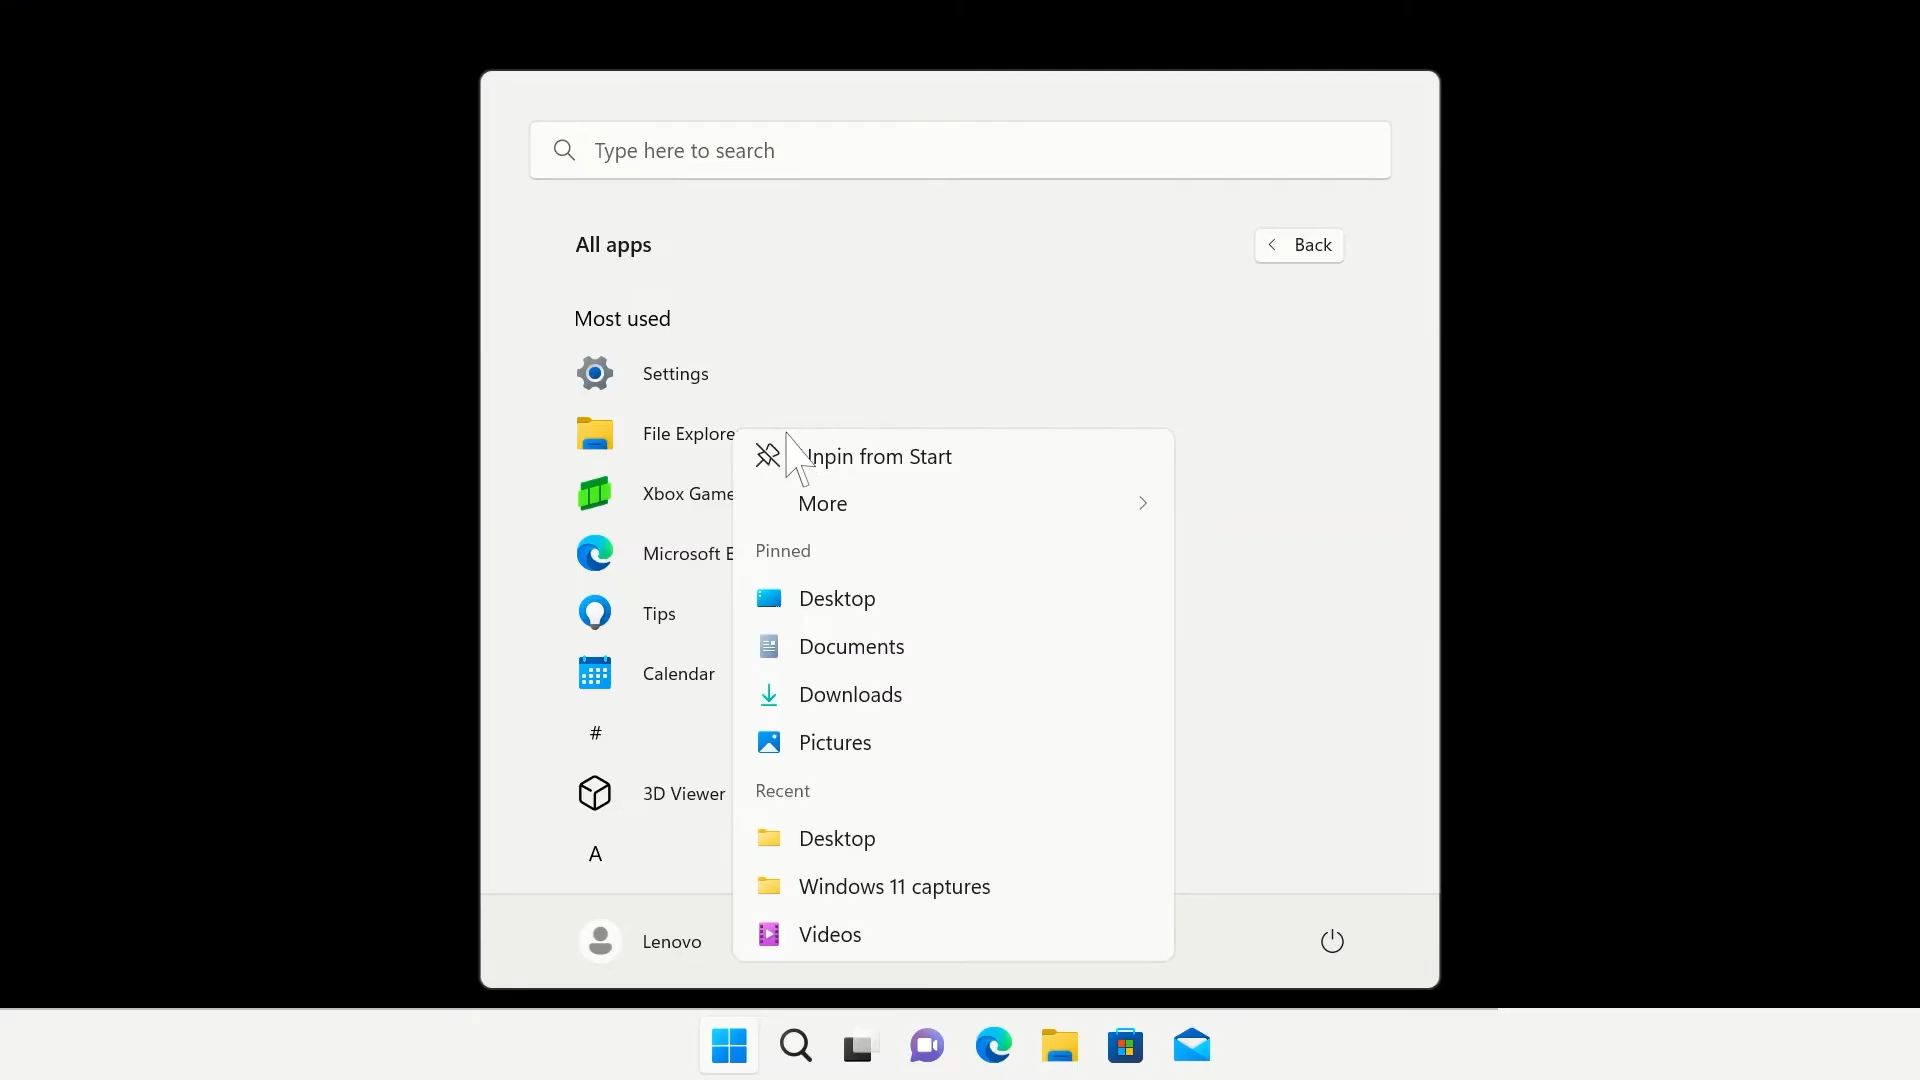 Type here to search
All apps
Back
Most used
Settings
File Explore
Xbox Game
Microsoft E
Tips
Calendar
#
3D Viewer
A
Lenovo
npin from Start
More
Pinned
Desktop
Documents
Downloads
Pictures
Recent
Desktop
Windows 11 captures
Videos